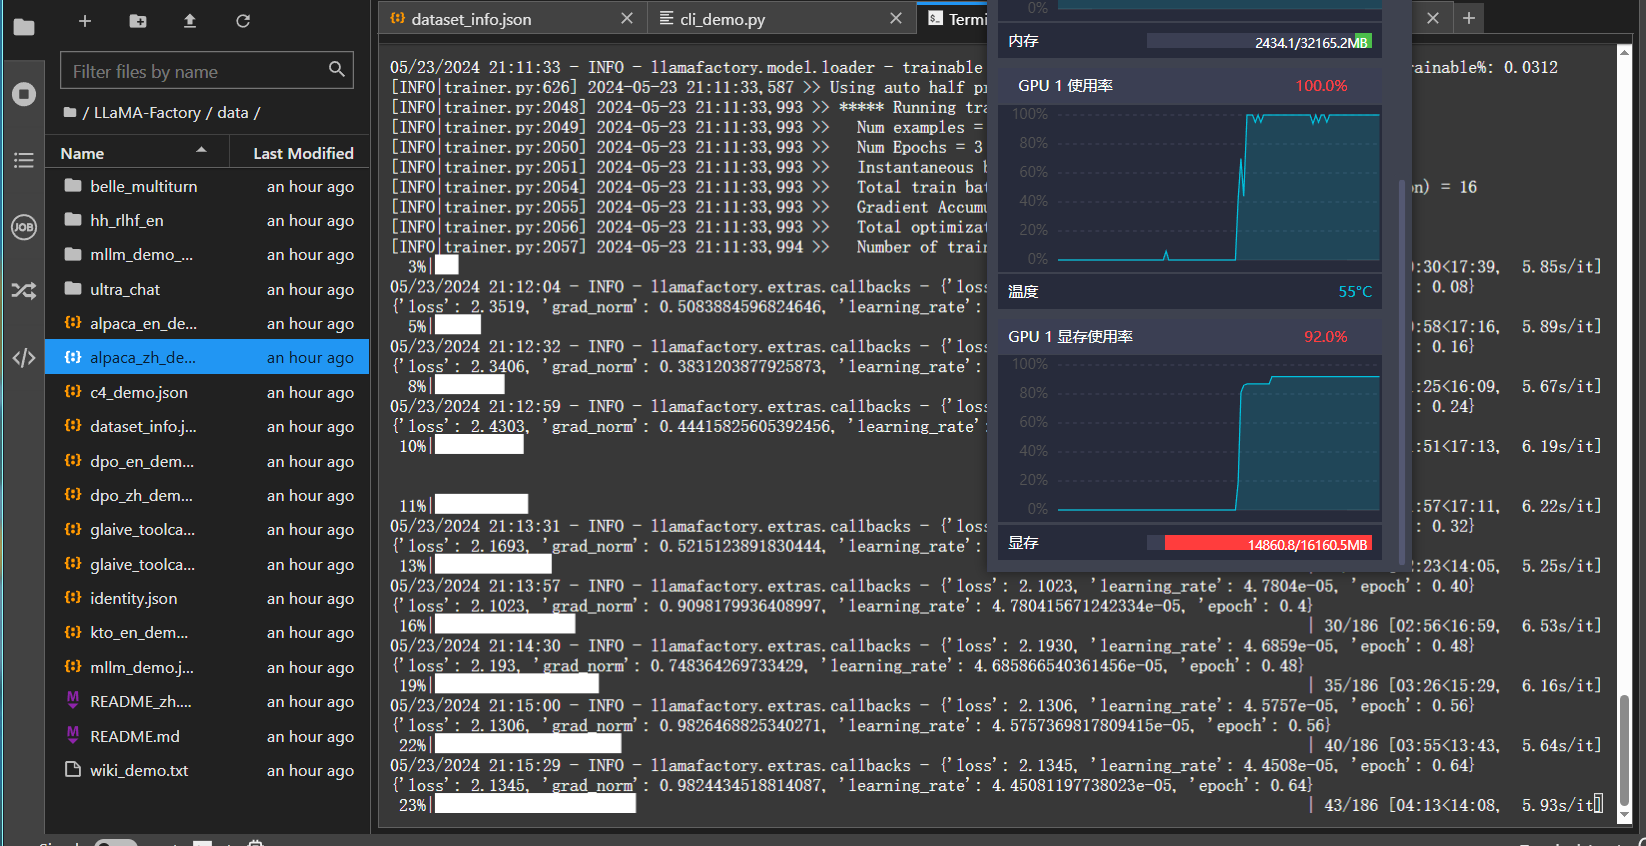 dataset_info.json
cli_demo.py
Termi
Filter files by name
/ LLaMA-Factory / data /
Name
Last Modified
belle_multiturn an hour ago
hh_rlhf_en an hour ago
mllm_demo_... an hour ago
ultra_chat an hour ago
alpaca_en_de... an hour ago
alpaca_zh_de... an hour ago
c4_demo.json an hour ago
dataset_info.j... an hour ago
dpo_en_dem... an hour ago
dpo_zh_dem... an hour ago
glaive_toolca... an hour ago
glaive_toolca... an hour ago
identity.json an hour ago
kto_en_dem... an hour ago
mllm_demo.j... an hour ago
README_zh.... an hour ago
README.md an hour ago
wiki_demo.txt an hour ago
JOB
05/23/2024 21:11:33 - INFO - llamafactory.model.loader - trainable
rainable%: 0.0312
[INFO|trainer.py:626] 2024-05-23 21:11:33,587 >> Using auto half pr
[INFO|trainer.py:2048] 2024-05-23 21:11:33,993 >> ***** Running tra
[INFO|trainer.py:2049] 2024-05-23 21:11:33,993 >> Num examples =
[INFO|trainer.py:2050] 2024-05-23 21:11:33,993 >> Num Epochs = 3
[INFO|trainer.py:2051] 2024-05-23 21:11:33,993 >> Instantaneous b
[INFO|trainer.py:2054] 2024-05-23 21:11:33,993 >> Total train bat
on) = 16
[INFO|trainer.py:2055] 2024-05-23 21:11:33,993 >> Gradient Accumu
[INFO|trainer.py:2056] 2024-05-23 21:11:33,993 >> Total optimizat
[INFO|trainer.py:2057] 2024-05-23 21:11:33,994 >> Number of train
3%|
:30<17:39, 5.85s/it]
05/23/2024 21:12:04 - INFO - llamafactory.extras.callbacks - {'los
: 0.08}
{'loss': 2.3519, 'grad_norm': 0.5083884596824646, 'learning_rate':
5%|
:58<17:16, 5.89s/it]
05/23/2024 21:12:32 - INFO - llamafactory.extras.callbacks - {'los
: 0.16}
{'loss': 2.3406, 'grad_norm': 0.3831203877925873, 'learning_rate':
8%|
:25<16:09, 5.67s/it]
05/23/2024 21:12:59 - INFO - llamafactory.extras.callbacks - {'los
: 0.24}
{'loss': 2.4303, 'grad_norm': 0.44415825605392456, 'learning_rate'
10%|
:51<17:13, 6.19s/it]
11%|
:57<17:11, 6.22s/it]
05/23/2024 21:13:31 - INFO - llamafactory.extras.callbacks - {'los
: 0.32}
{'loss': 2.1693, 'grad_norm': 0.5215123891830444, 'learning_rate':
13%|
:23<14:05, 5.25s/it]
05/23/2024 21:13:57 - INFO - llamafactory.extras.callbacks - {'loss': 2.1023, 'learning_rate': 4.7804e-05, 'epoch': 0.40}
{'loss': 2.1023, 'grad_norm': 0.9098179936408997, 'learning_rate': 4.780415671242334e-05, 'epoch': 0.4}
16%| | 30/186 [02:56<16:59, 6.53s/it]
05/23/2024 21:14:30 - INFO - llamafactory.extras.callbacks - {'loss': 2.1930, 'learning_rate': 4.6859e-05, 'epoch': 0.48}
{'loss': 2.193, 'grad_norm': 0.748364269733429, 'learning_rate': 4.685866540361456e-05, 'epoch': 0.48}
19%| | 35/186 [03:26<15:29, 6.16s/it]
05/23/2024 21:15:00 - INFO - llamafactory.extras.callbacks - {'loss': 2.1306, 'learning_rate': 4.5757e-05, 'epoch': 0.56}
{'loss': 2.1306, 'grad_norm': 0.9826468825340271, 'learning_rate': 4.5757369817809415e-05, 'epoch': 0.56}
22%| | 40/186 [03:55<13:43, 5.64s/it]
05/23/2024 21:15:29 - INFO - llamafactory.extras.callbacks - {'loss': 2.1345, 'learning_rate': 4.4508e-05, 'epoch': 0.64}
{'loss': 2.1345, 'grad_norm': 0.9824434518814087, 'learning_rate': 4.45081197738023e-05, 'epoch': 0.64}
23%| | 43/186 [04:13<14:08, 5.93s/it]
0%
内存 2434.1/32165.2MB
GPU 1 使用率 100.0%
100%
80%
60%
40%
20%
0%
温度 55°C
GPU 1 显存使用率 92.0%
100%
80%
60%
40%
20%
0%
显存 14860.8/16160.5MB